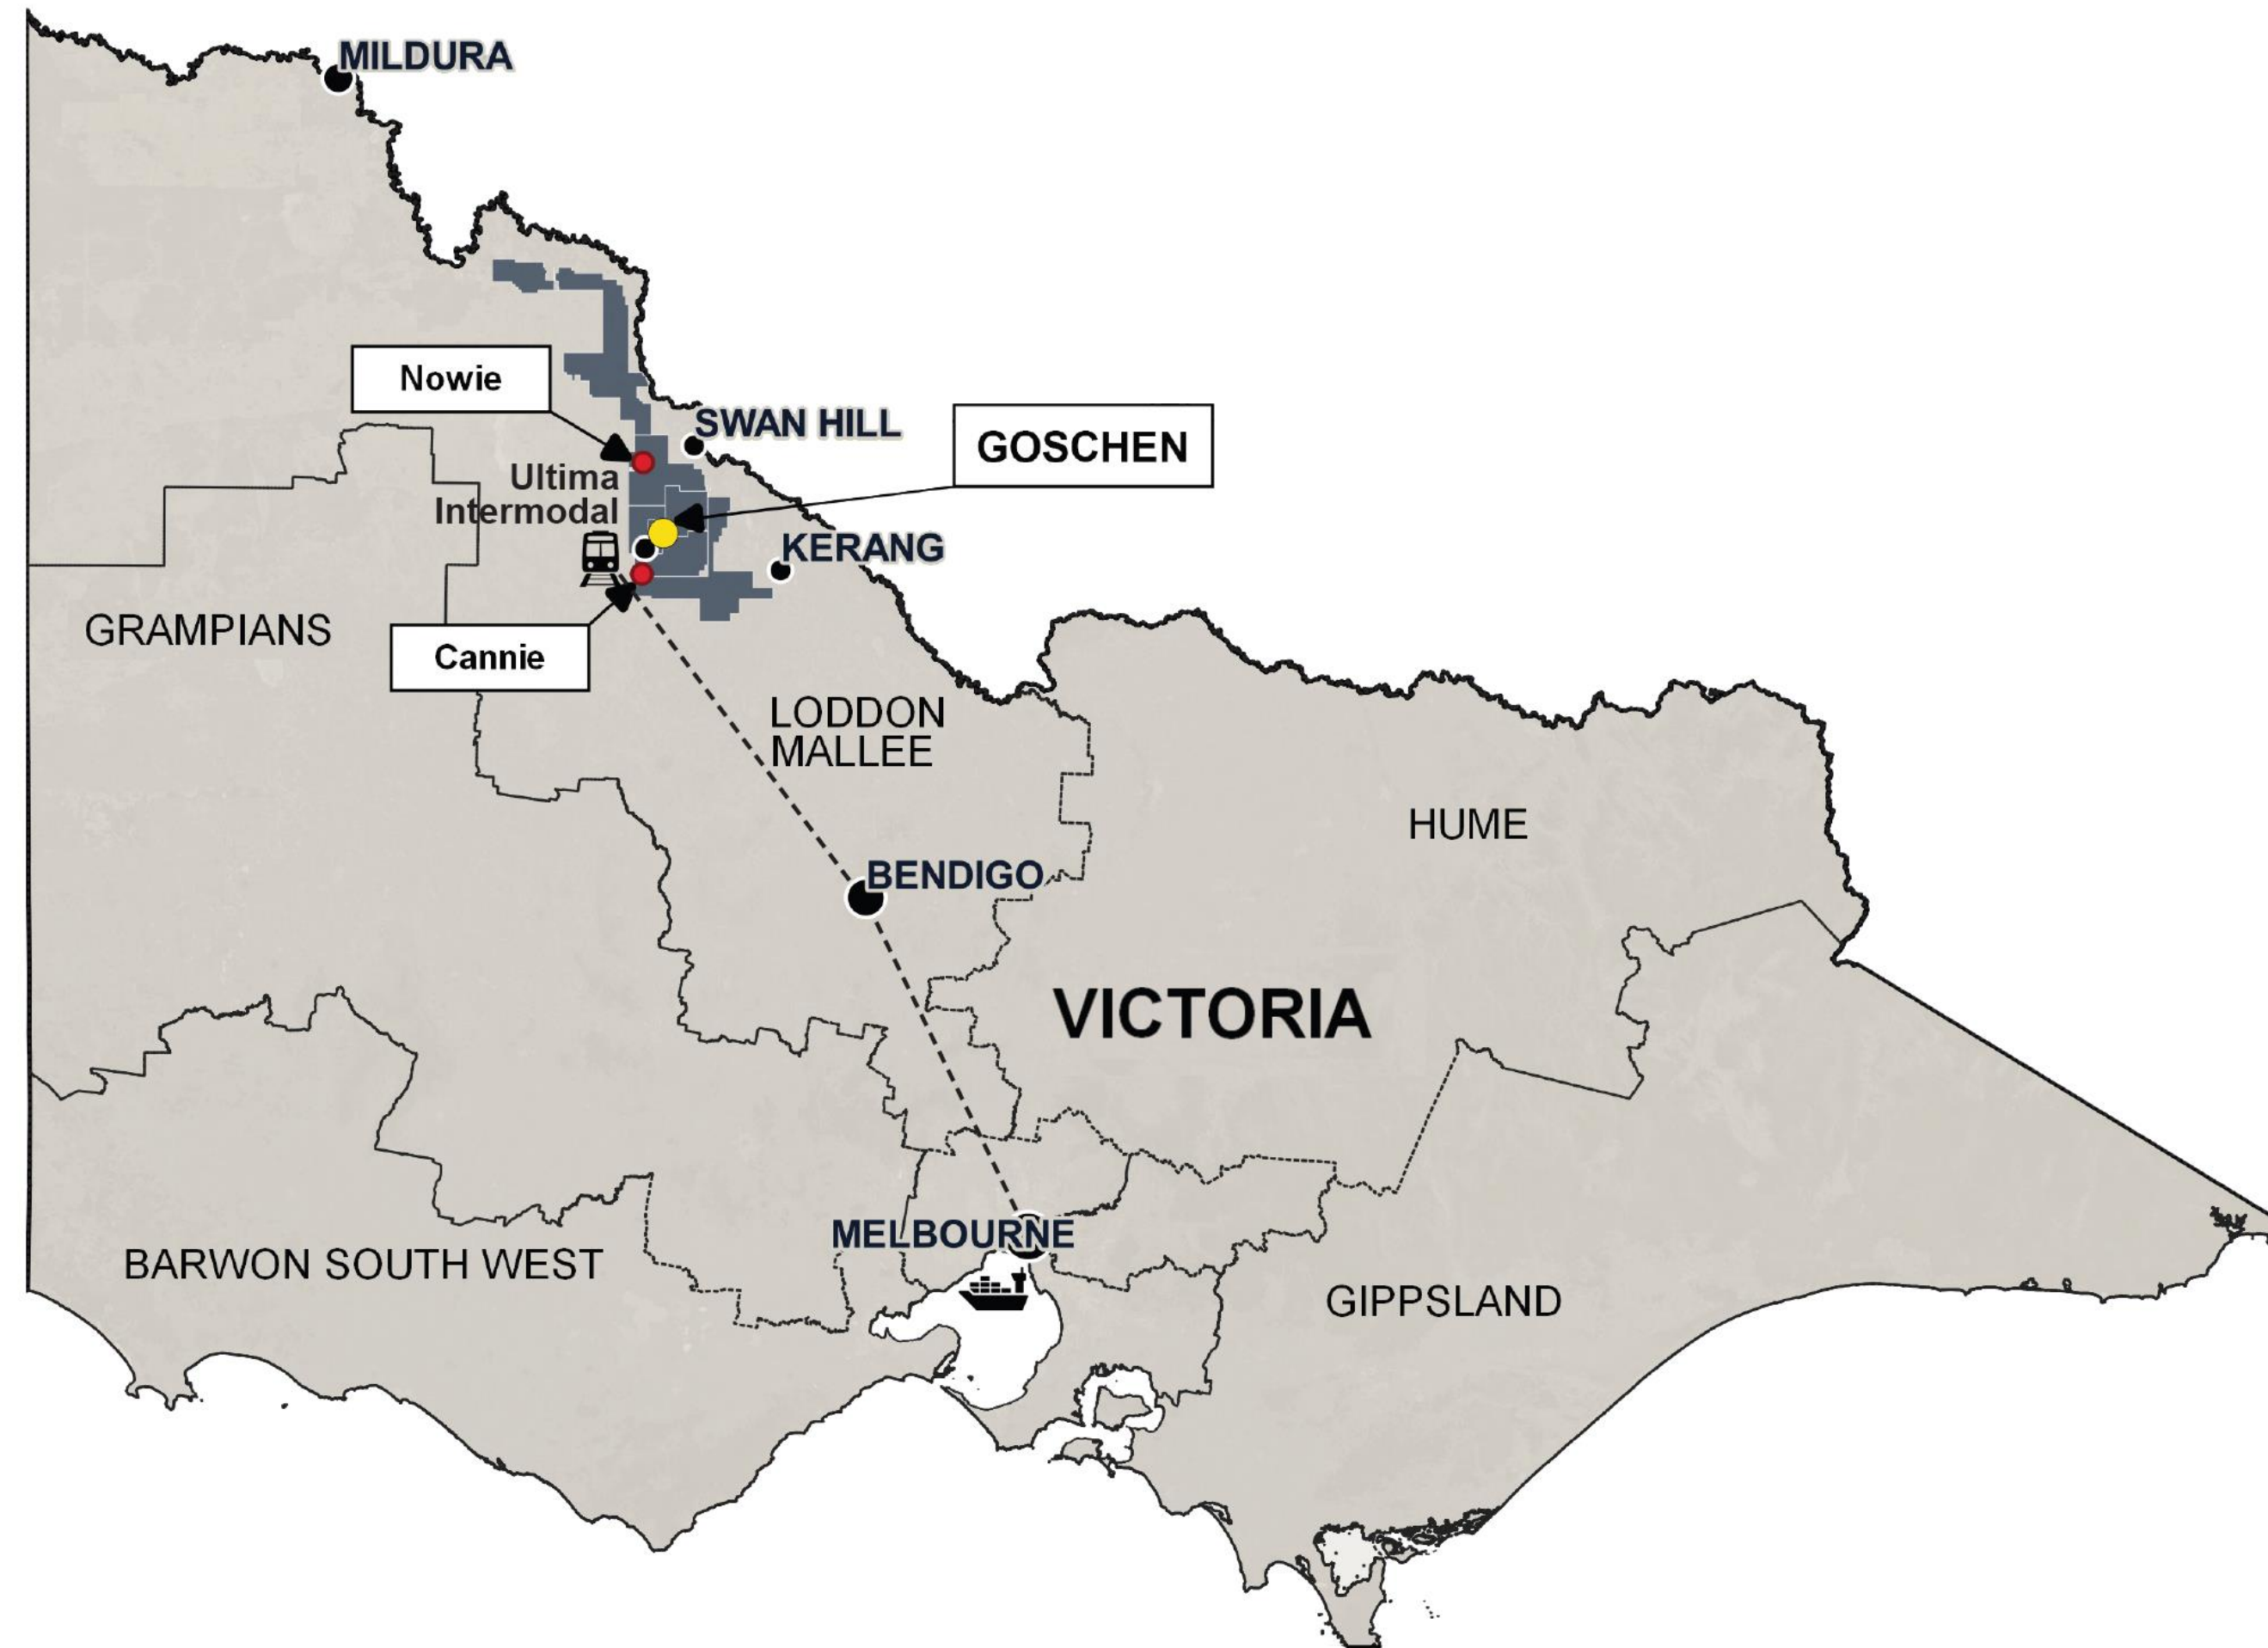 MILDURA
Nowie
SWAN HILL
GOSCHEN
Ultima
Intermodal
KERANG
GRAMPIANS
Cannie
LODDON
MALLEE
HUME
BENDIGO
VICTORIA
MELBOURNE
BARWON SOUTH WEST
GIPPSLAND